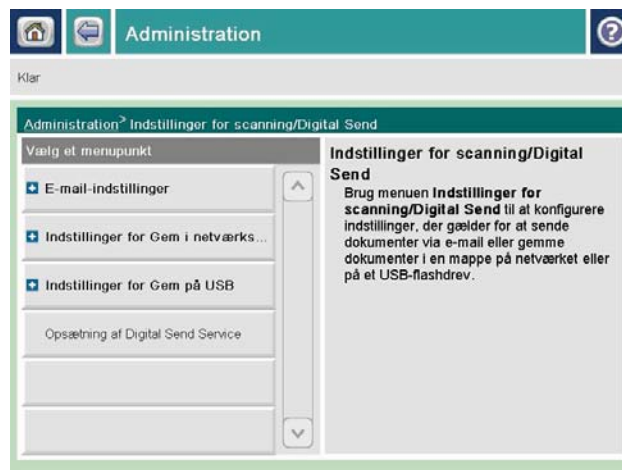 Administration
Klar
Administration> Indstillinger for scanning/Digital Send
Vælg et menupunkt
E-mail-indstillinger
Indstillinger for Gem i netværks...
Indstillinger for Gem på USB
Opsætning af Digital Send Service
Indstillinger for scanning/Digital
Send
Brug menuen Indstillinger for
scanning/Digital Send til at konfigurere
indstillinger, der gælder for at sende
dokumenter via e-mail eller gemme
dokumenter i en mappe på netværket eller
på et USB-flashdrev.